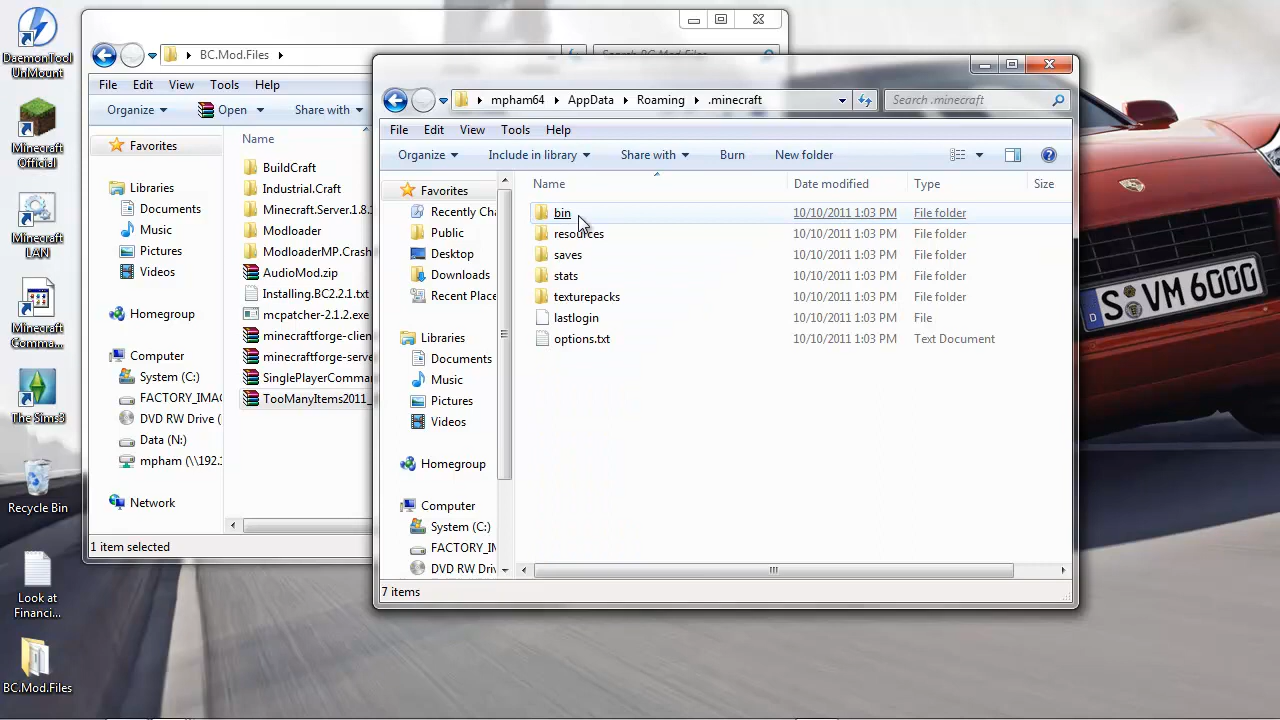 DaemonTool
UnMount
Minecraft
Official
Minecraft
LAN
Minecraft
Comma...
The Sims3
Recycle Bin
Look at
Financi...
BC.Mod.Files
BC.Mod.Files
Search BC.Mod.Files
File Edit View Tools Help
Organize Open Share with
Favorites
Libraries
Documents
Music
Pictures
Videos
Homegroup
Computer
System (C:)
FACTORY_IMAG
DVD RW Drive (
Data (N:)
mpham (\\192.
Network
Name
BuildCraft
Industrial.Craft
Minecraft.Server.1.8.
Modloader
ModloaderMP.Crash
AudioMod.zip
Installing.BC2.2.1.txt
mcpatcher-2.1.2.exe
minecraftforge-clien
minecraftforge-serve
SinglePlayerComma
TooManyItems2011_
1 item selected
mpham64 AppData Roaming .minecraft
Search .minecraft
File Edit View Tools Help
Organize Include in library Share with Burn New folder
Favorites
Recently Cha
Public
Desktop
Downloads
Recent Place
Libraries
Documents
Music
Pictures
Videos
Homegroup
Computer
System (C:)
FACTORY_IM
DVD RW Driv
Name Date modified Type Size
bin 10/10/2011 1:03 PM File folder
resources 10/10/2011 1:03 PM File folder
saves 10/10/2011 1:03 PM File folder
stats 10/10/2011 1:03 PM File folder
texturepacks 10/10/2011 1:03 PM File folder
lastlogin 10/10/2011 1:03 PM File
options.txt 10/10/2011 1:03 PM Text Document
7 items
S VM 6000
D